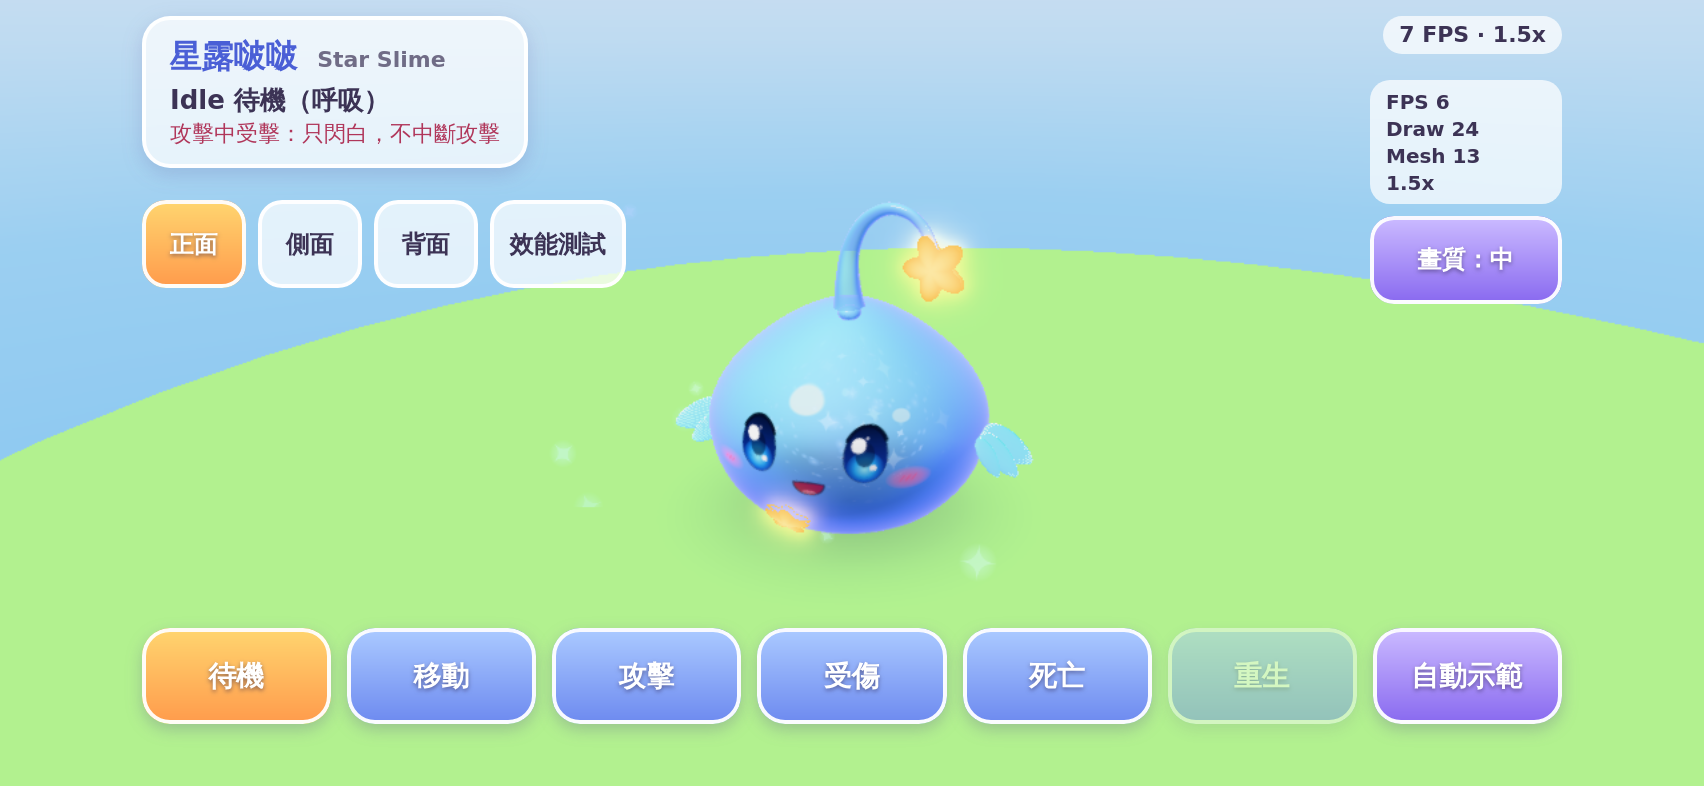 星露啵啵 Star Slime
Idle 待機（呼吸）
攻擊中受擊：只閃白，不中斷攻擊
7 FPS · 1.5x
FPS 6
Draw 24
Mesh 13
1.5x
正面
側面
背面
效能測試
畫質：中
待機
移動
攻擊
受傷
死亡
重生
自動示範